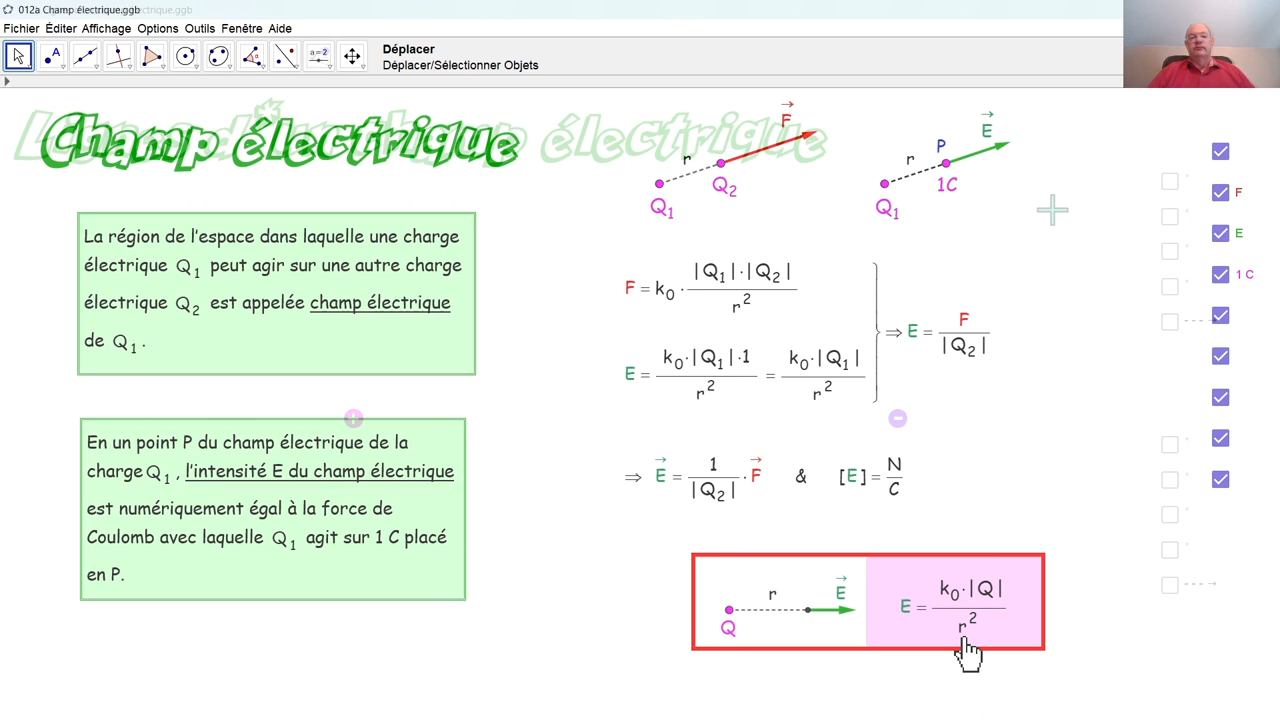 012a Champ électrique.ggb
Fichier Éditer Affichage Options Outils Fenêtre Aide
A
a=2
Déplacer
Déplacer/Sélectionner Objets
Champ électrique
F
r
Q2
Q1
E
P
r
1C
Q1
F
E
1 C
La région de l'espace dans laquelle une charge
électrique Q1 peut agir sur une autre charge
électrique Q2 est appelée champ électrique
de Q1 .
F = k0 · |Q1|·|Q2| / r²
E = k0·|Q1|·1 / r² = k0·|Q1| / r²
⇒ E = F / |Q2|
En un point P du champ électrique de la
charge Q1 , l'intensité E du champ électrique
est numériquement égal à la force de
Coulomb avec laquelle Q1 agit sur 1 C placé
en P.
⇒ E = 1 / |Q2| · F & [E] = N / C
r
E
Q
E = k0·|Q| / r²